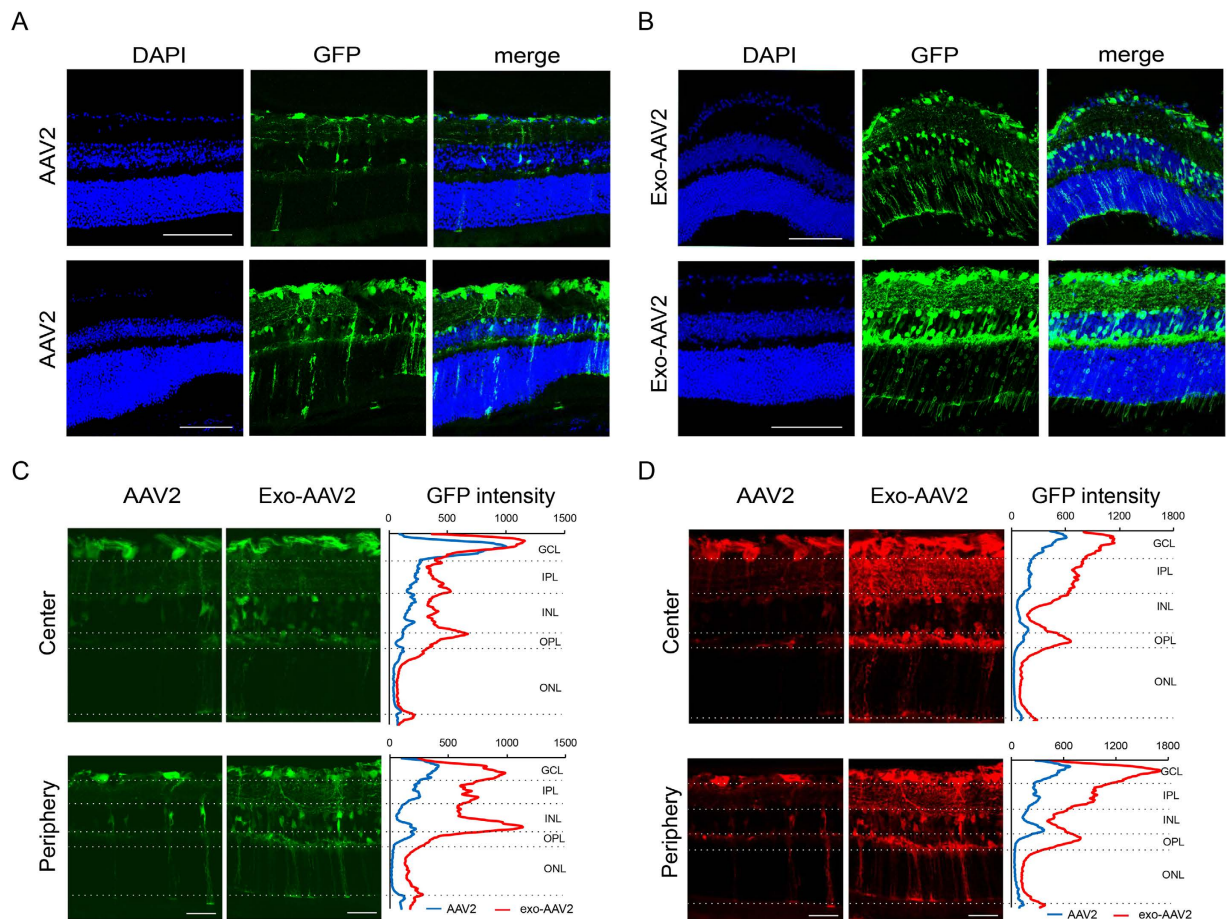 A
DAPI GFP merge
AAV2
AAV2
B
DAPI GFP merge
Exo-AAV2
Exo-AAV2
C
AAV2 Exo-AAV2 GFP intensity
0 500 1000 1500
Center
GCL
IPL
INL
OPL
ONL
0 500 1000 1500
Periphery
GCL
IPL
INL
OPL
ONL
AAV2 exo-AAV2
D
AAV2 Exo-AAV2 GFP intensity
0 600 1200 1800
Center
GCL
IPL
INL
OPL
ONL
0 600 1200 1800
Periphery
GCL
IPL
INL
OPL
ONL
AAV2 exo-AAV2